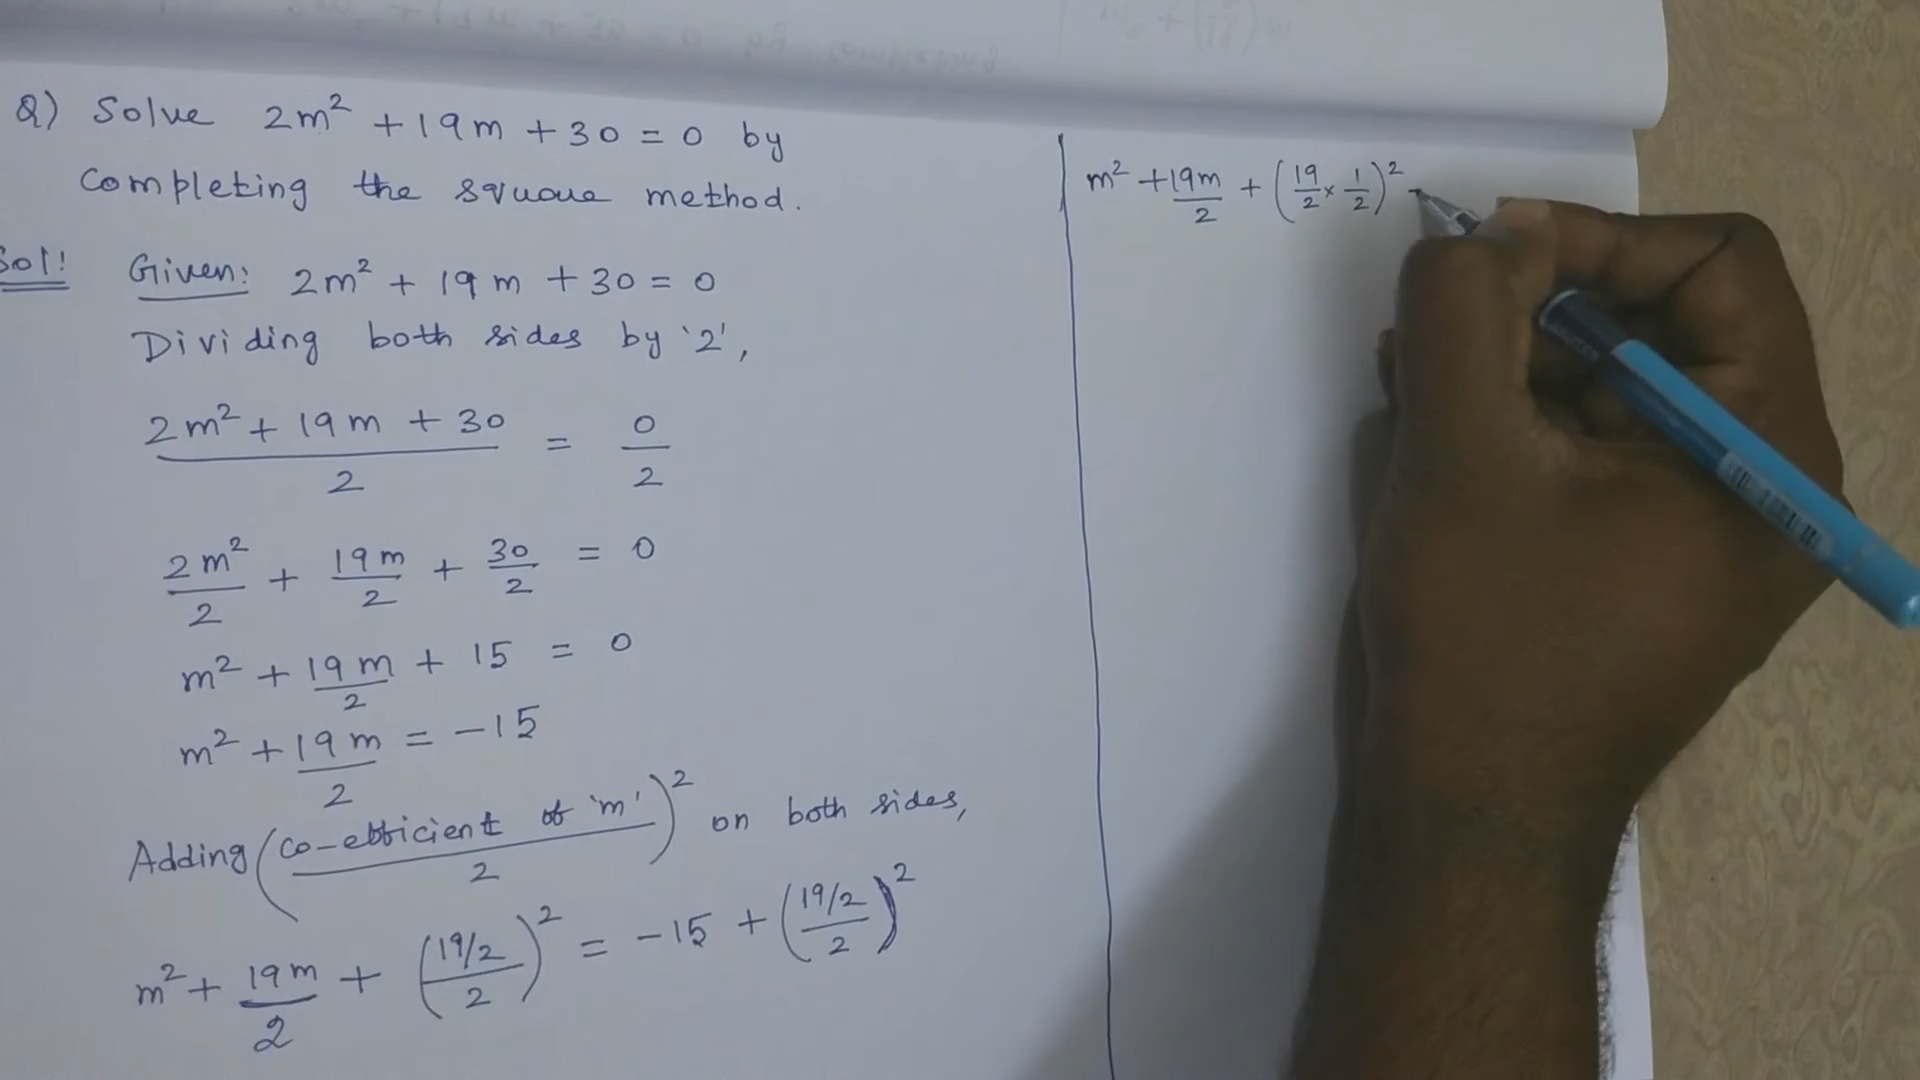 Q) Solve 2m² + 19m + 30 = 0 by
completing the square method.
Sol:
Given: 2m² + 19m + 30 = 0
Dividing both sides by '2',
(2m² + 19m + 30)/2 = 0/2
2m²/2 + 19m/2 + 30/2 = 0
m² + 19m/2 + 15 = 0
m² + 19m/2 = -15
Adding (co-efficient of 'm'/2)² on both sides,
m² + 19m/2 + ((19/2)/2)² = -15 + ((19/2)/2)²
m² + 19m/2 + (19/2 × 1/2)²